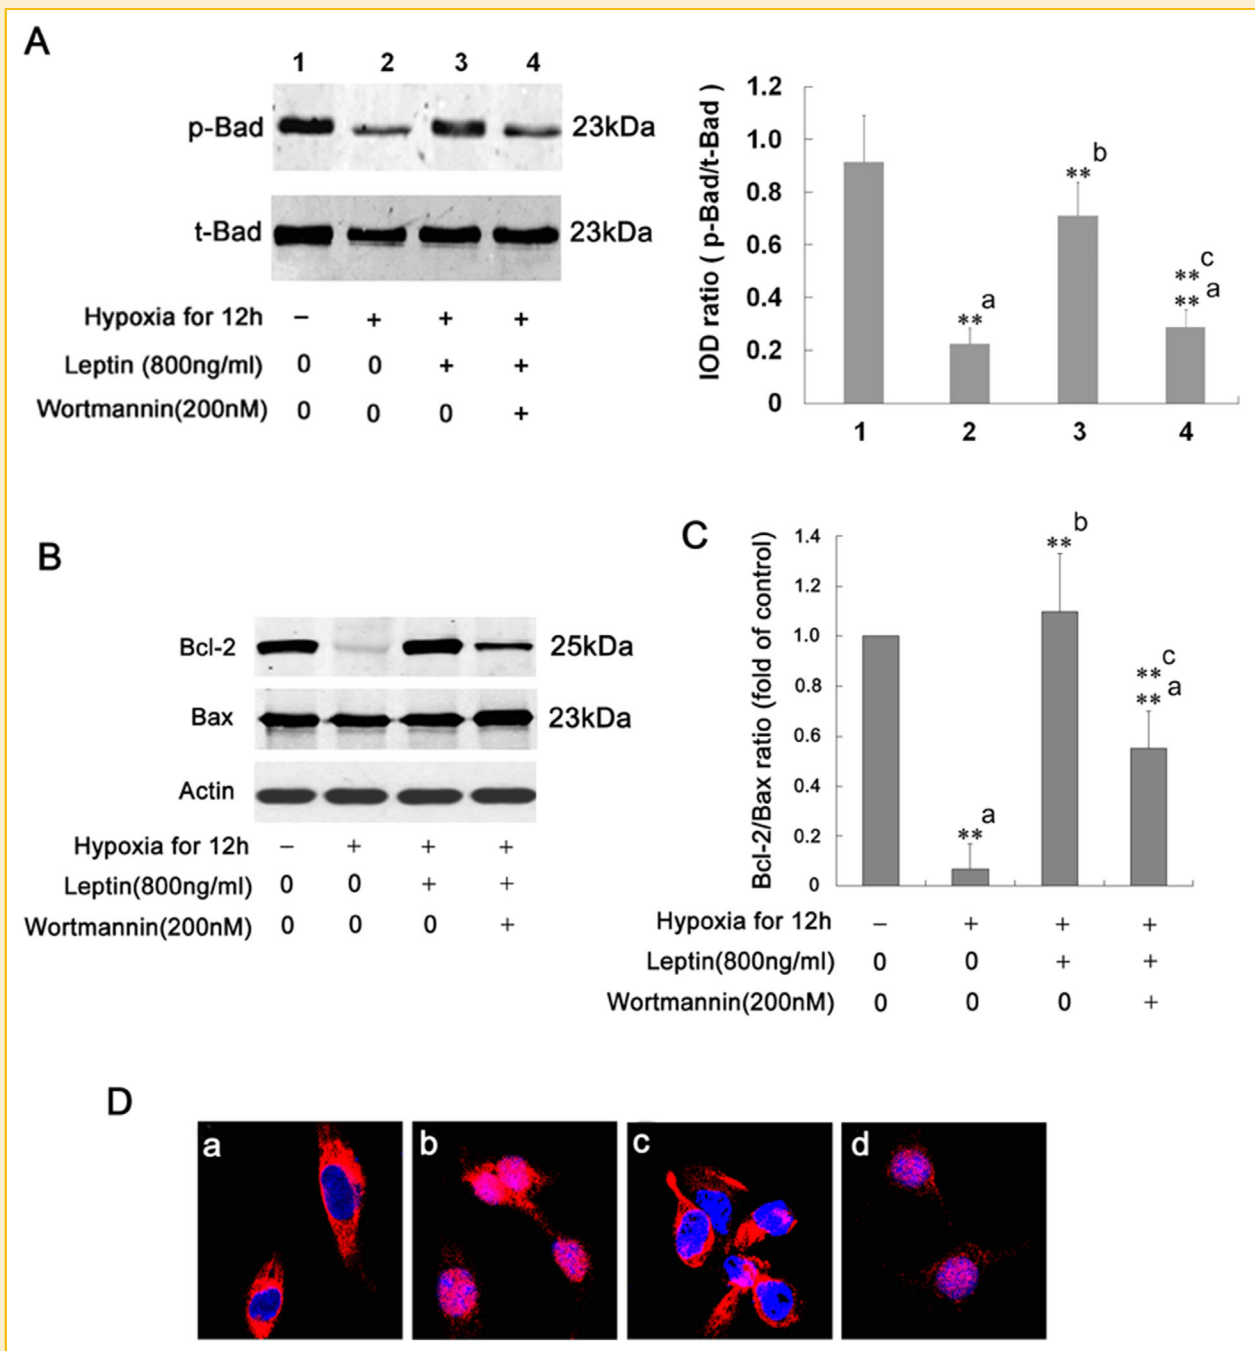 A
1 2 3 4
p-Bad 23kDa
t-Bad 23kDa
Hypoxia for 12h − + + +
Leptin (800ng/ml) 0 0 + +
Wortmannin(200nM) 0 0 0 +
IOD ratio ( p-Bad/t-Bad )
1.2
1.0
0.8
0.6
0.4
0.2
0
**a
**b
**c
**a
1 2 3 4
B
Bcl-2 25kDa
Bax 23kDa
Actin
Hypoxia for 12h − + + +
Leptin(800ng/ml) 0 0 + +
Wortmannin(200nM) 0 0 0 +
C
Bcl-2/Bax ratio (fold of control)
1.4
1.2
1.0
0.8
0.6
0.4
0.2
0
**a
**b
**c
**a
Hypoxia for 12h − + + +
Leptin(800ng/ml) 0 0 + +
Wortmannin(200nM) 0 0 0 +
D
a b c d